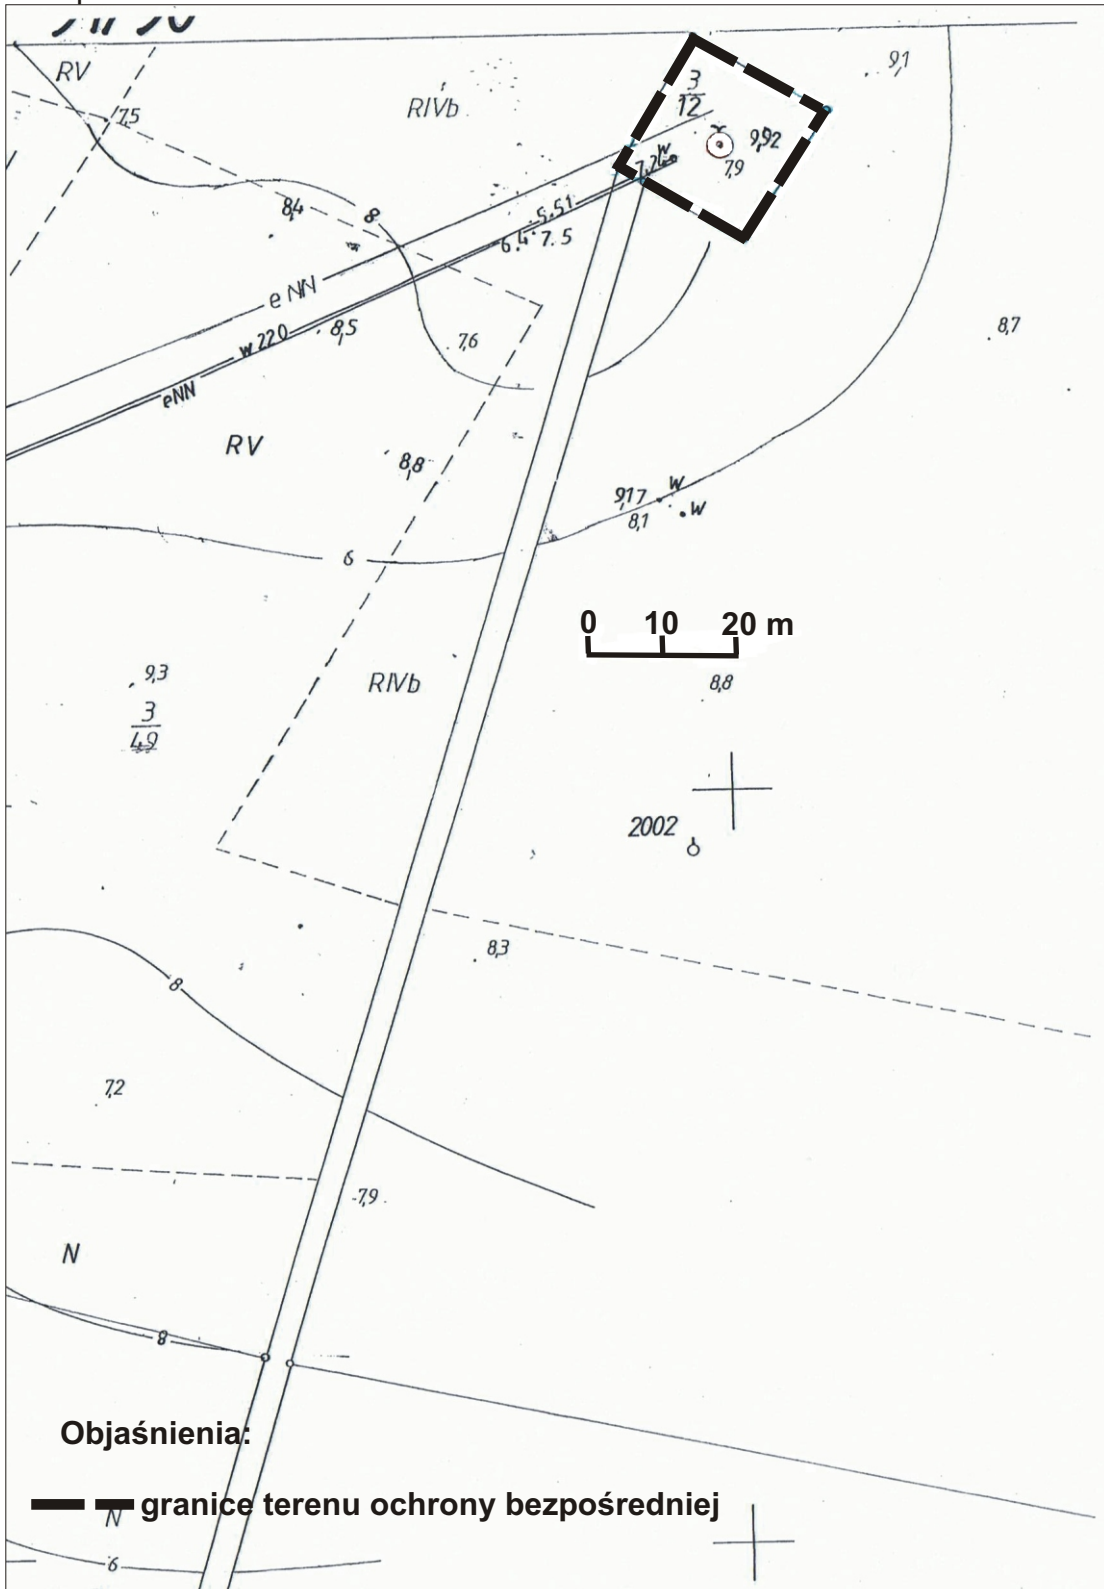 RV
RIVb
9,1
3
12
7,5
9,92
7,9
W
7,2
8,4
8
5.51
6.4 7.5
e NN
w 220
8,5
7,6
8,7
eNN
RV
8,8
W
9,17
W
8,1
6
0 10 20 m
9,3
RIVb
8,8
3
49
2002
8,3
8
7,2
7,9
N
8
Objaśnienia:
granice terenu ochrony bezpośredniej
N
6